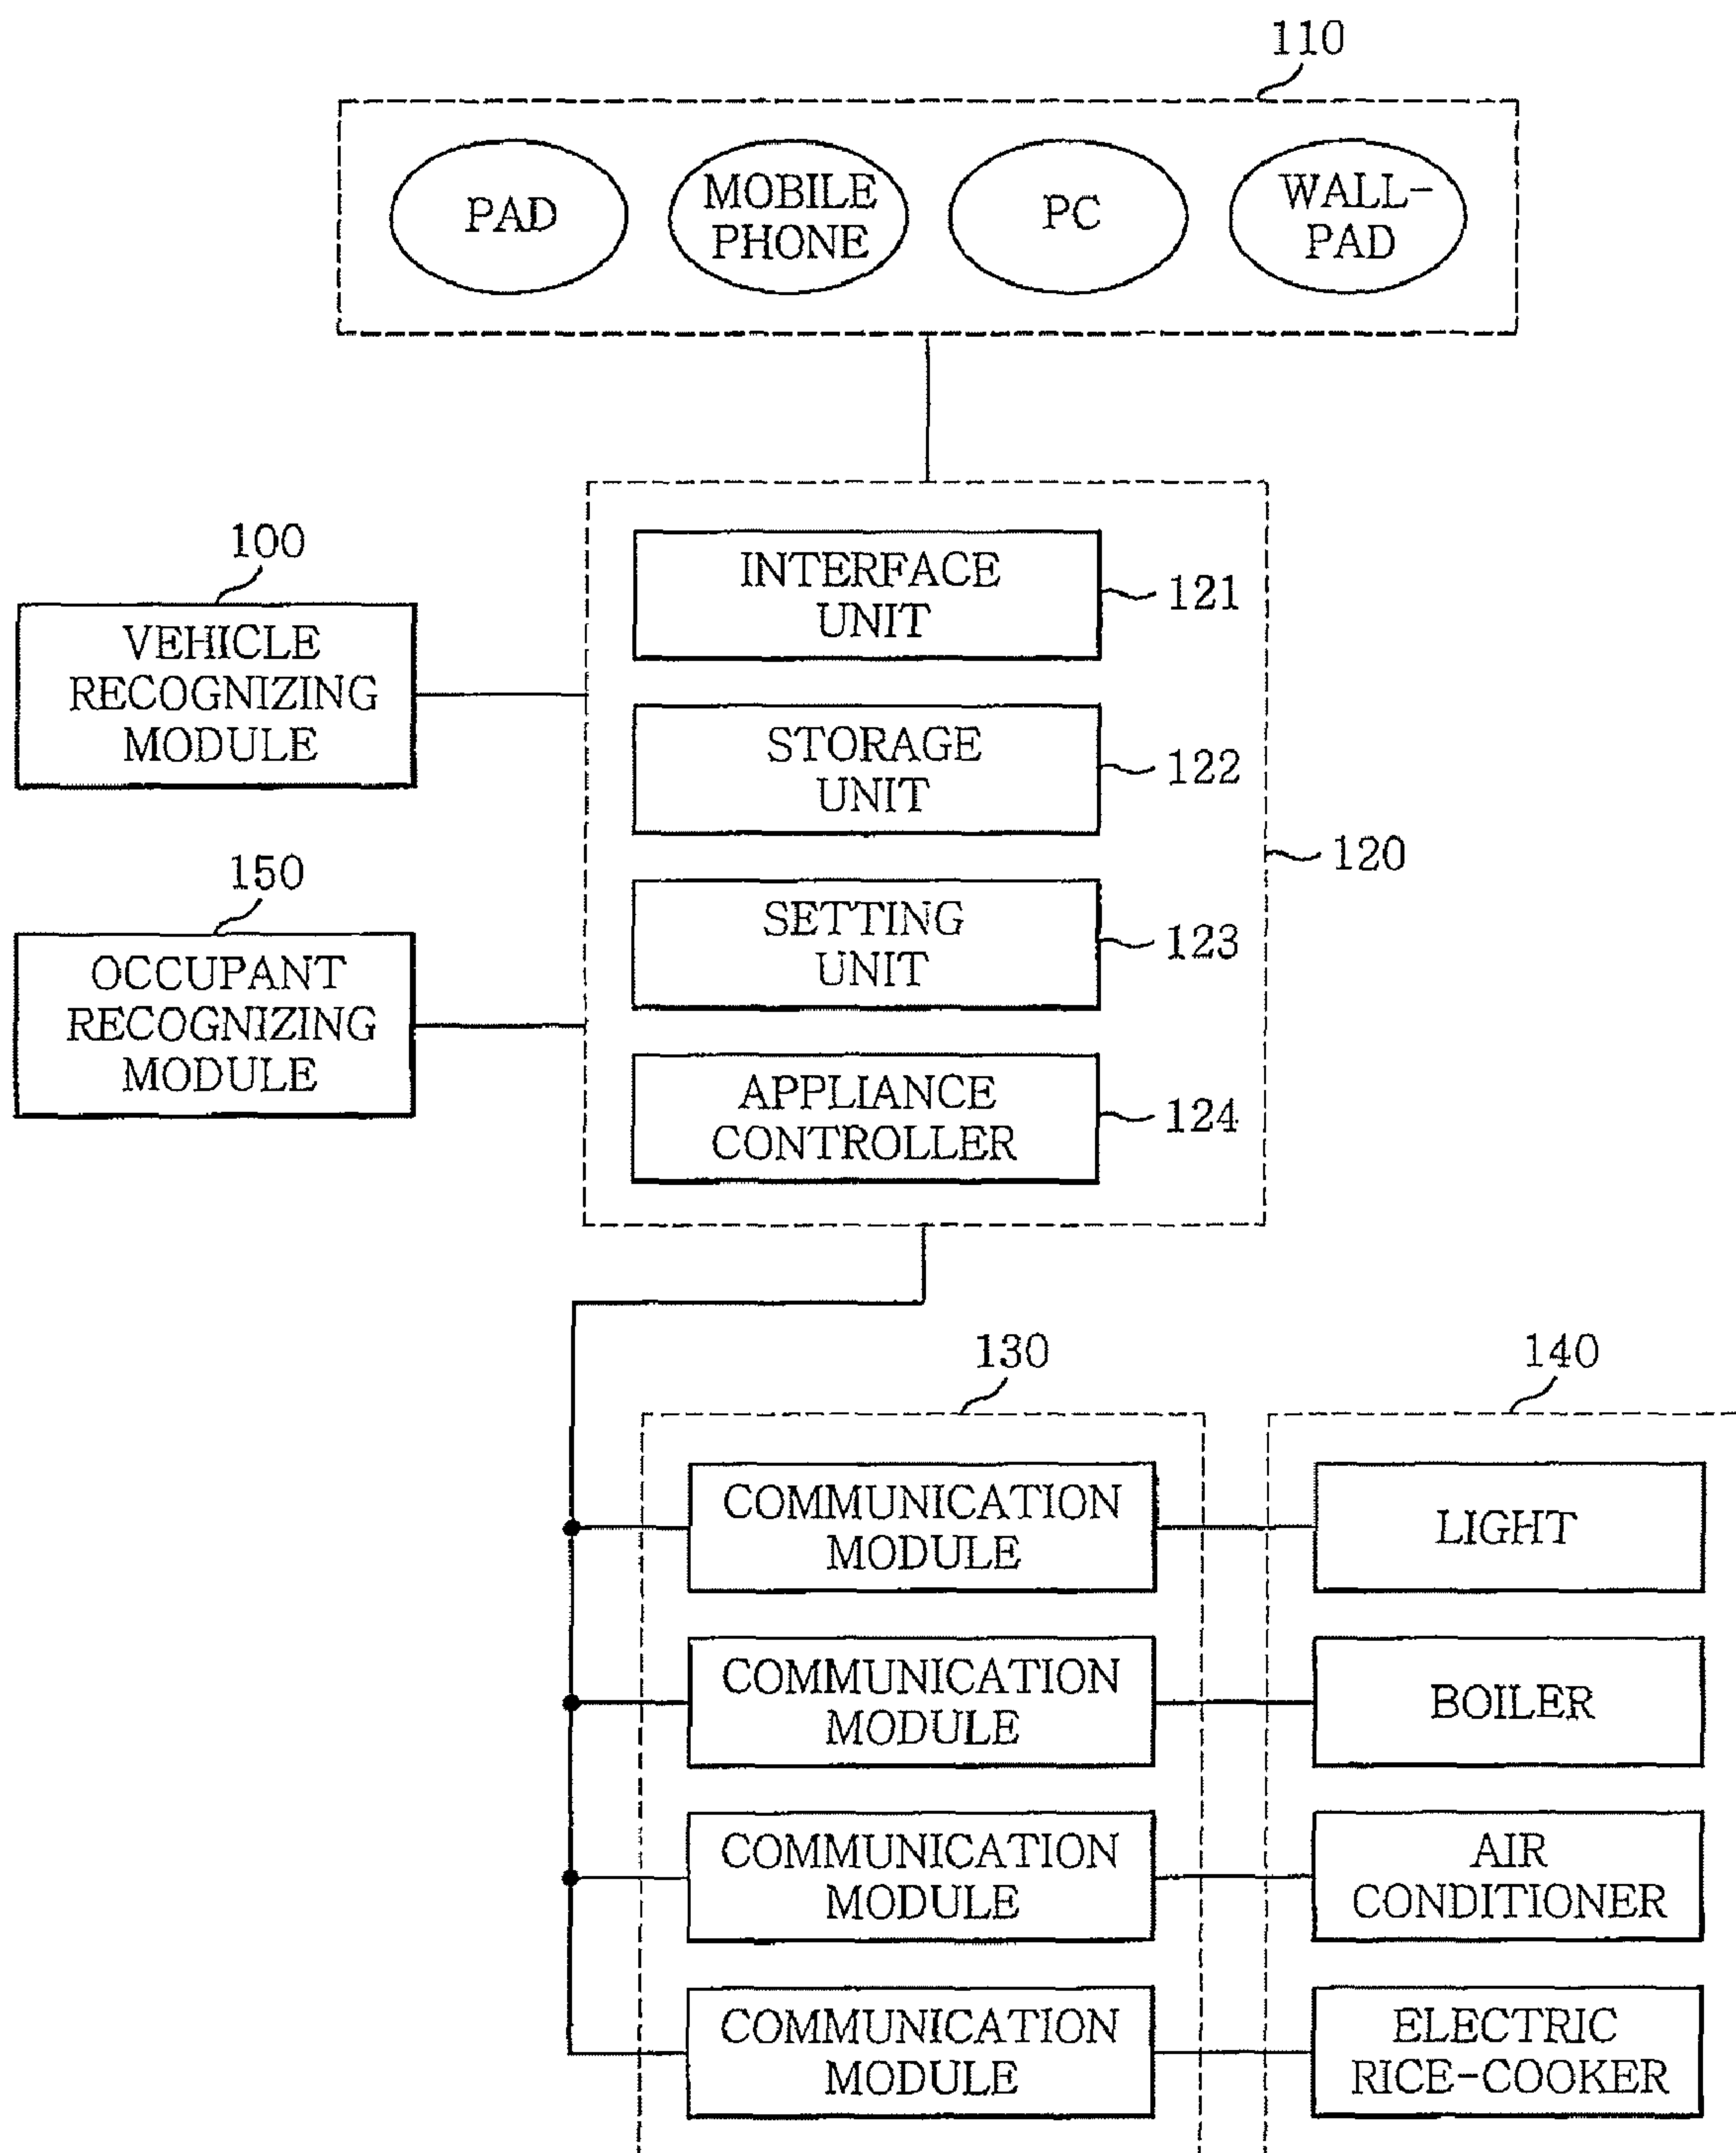 110
PAD
MOBILE
PHONE
PC
WALL-
PAD
100
VEHICLE
RECOGNIZING
MODULE
150
OCCUPANT
RECOGNIZING
MODULE
INTERFACE
UNIT
121
STORAGE
UNIT
122
120
SETTING
UNIT
123
APPLIANCE
CONTROLLER
124
130
140
COMMUNICATION
MODULE
LIGHT
COMMUNICATION
MODULE
BOILER
COMMUNICATION
MODULE
AIR
CONDITIONER
COMMUNICATION
MODULE
ELECTRIC
RICE-COOKER